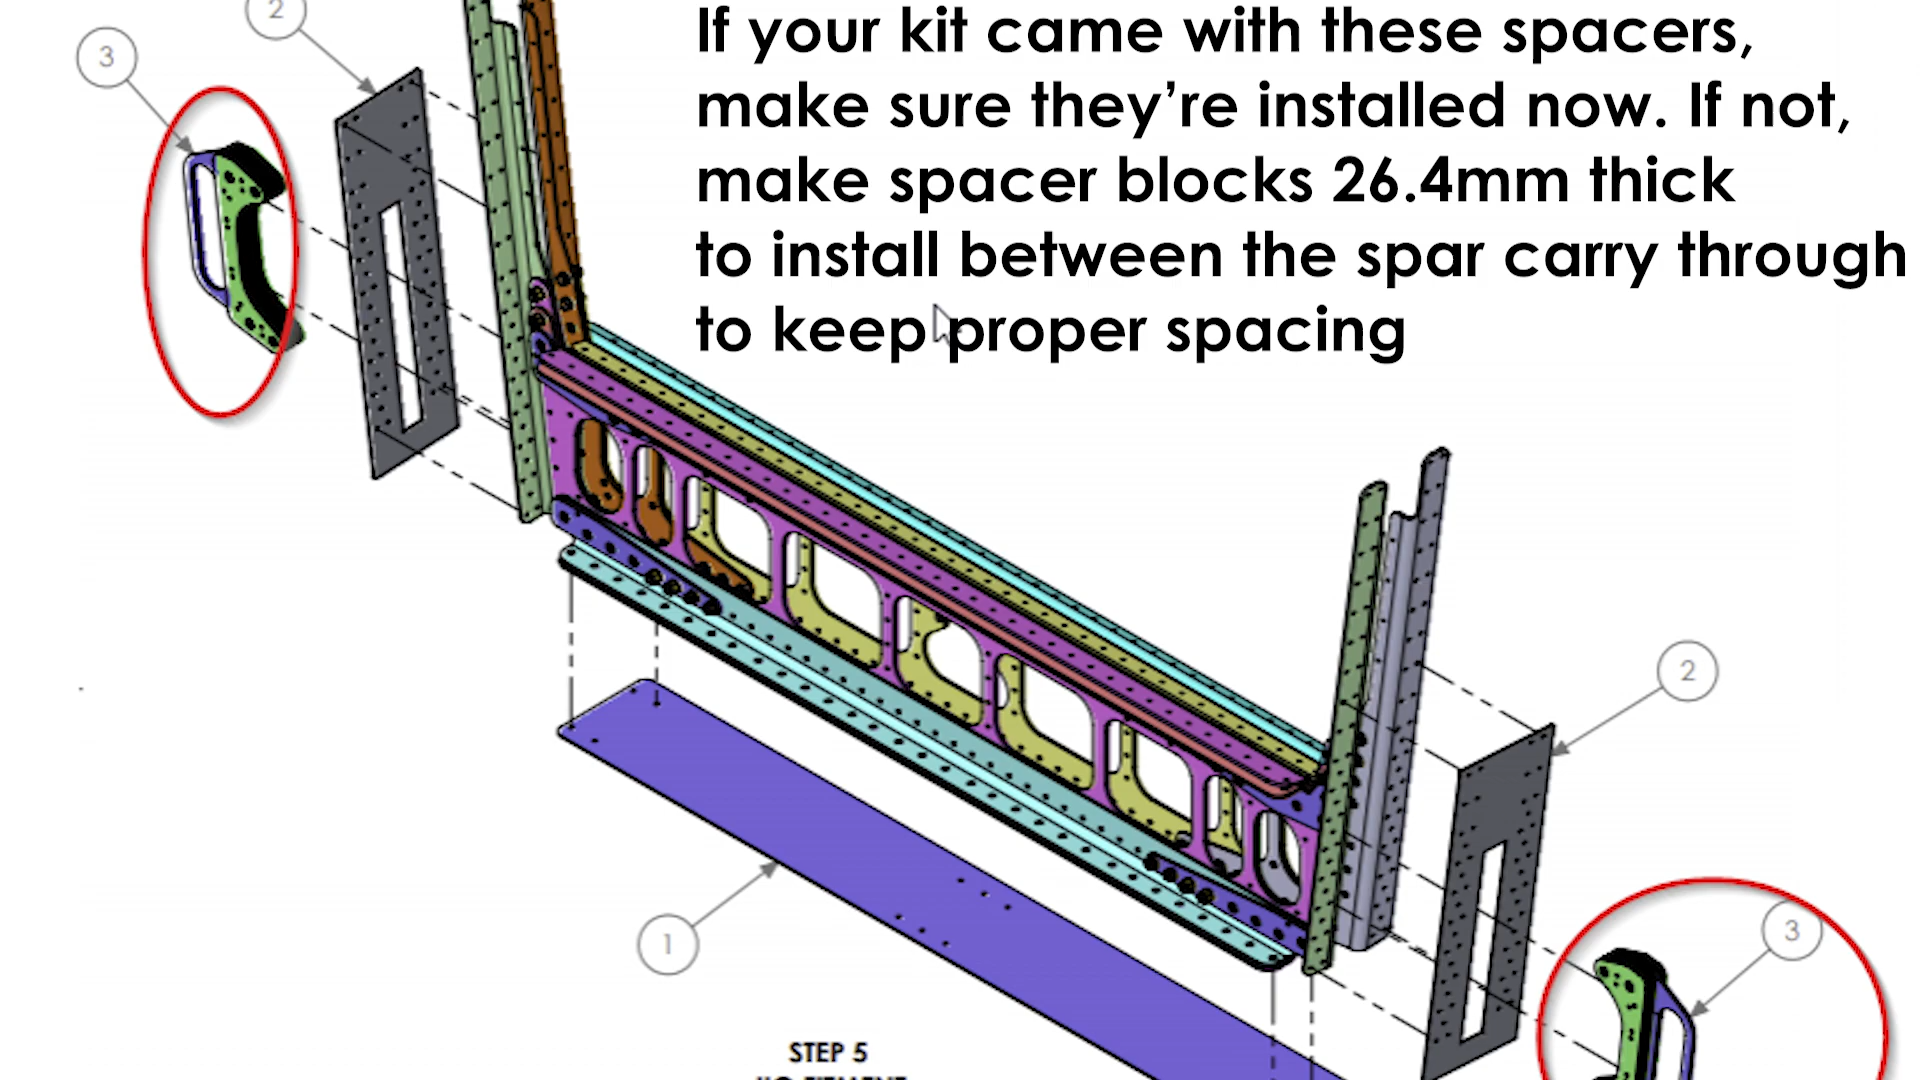 If your kit came with these spacers,
make sure they’re installed now. If not,
make spacer blocks 26.4mm thick
to install between the spar carry through
to keep proper spacing
2
3
2
1
3
STEP 5